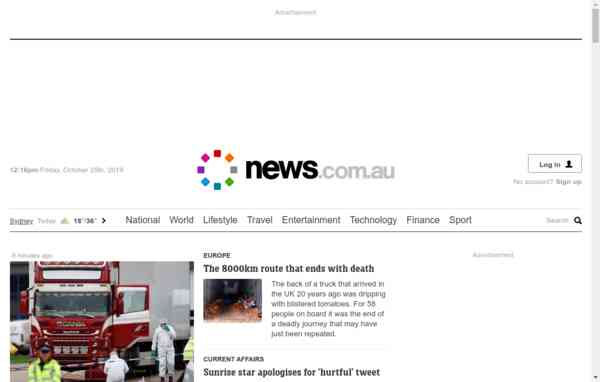 Advertisement
12:16pm Friday, October 25th, 2019
news.com.au
Log in
No account? Sign up
Sydney Today 18°/36° >
National World Lifestyle Travel Entertainment Technology Finance Sport
Search
8 minutes ago
EUROPE
Advertisement
The 8000km route that ends with death
The back of a truck that arrived in
the UK 20 years ago was dripping
with blistered tomatoes. For 58
people on board it was the end of
a deadly journey that may have
just been repeated.
SCANIA
CURRENT AFFAIRS
Sunrise star apologises for 'hurtful' tweet